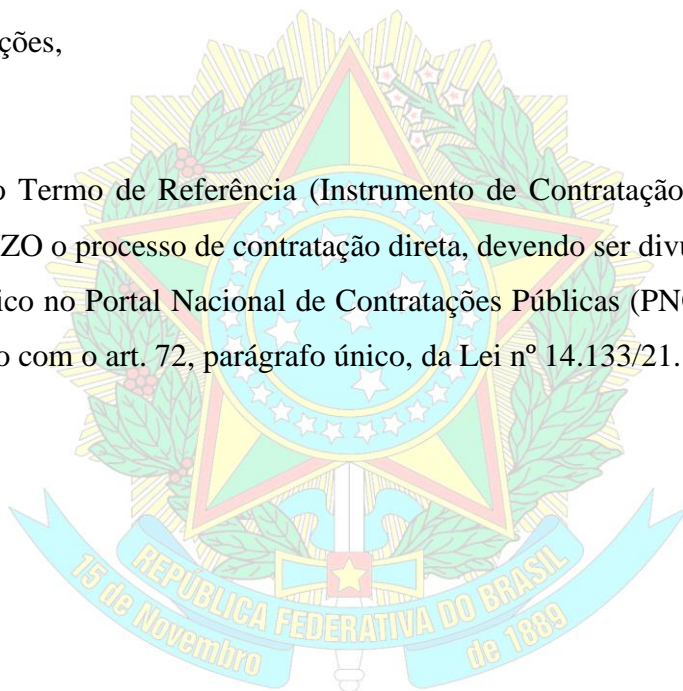 ções,
o Termo de Referência (Instrumento de Contratação
ZO o processo de contratação direta, devendo ser divu
ico no Portal Nacional de Contratações Públicas (PN
o com o art. 72, parágrafo único, da Lei nº 14.133/21.
REPÚBLICA FEDERATIVA DO BRASIL
15 de Novembro
de 1889